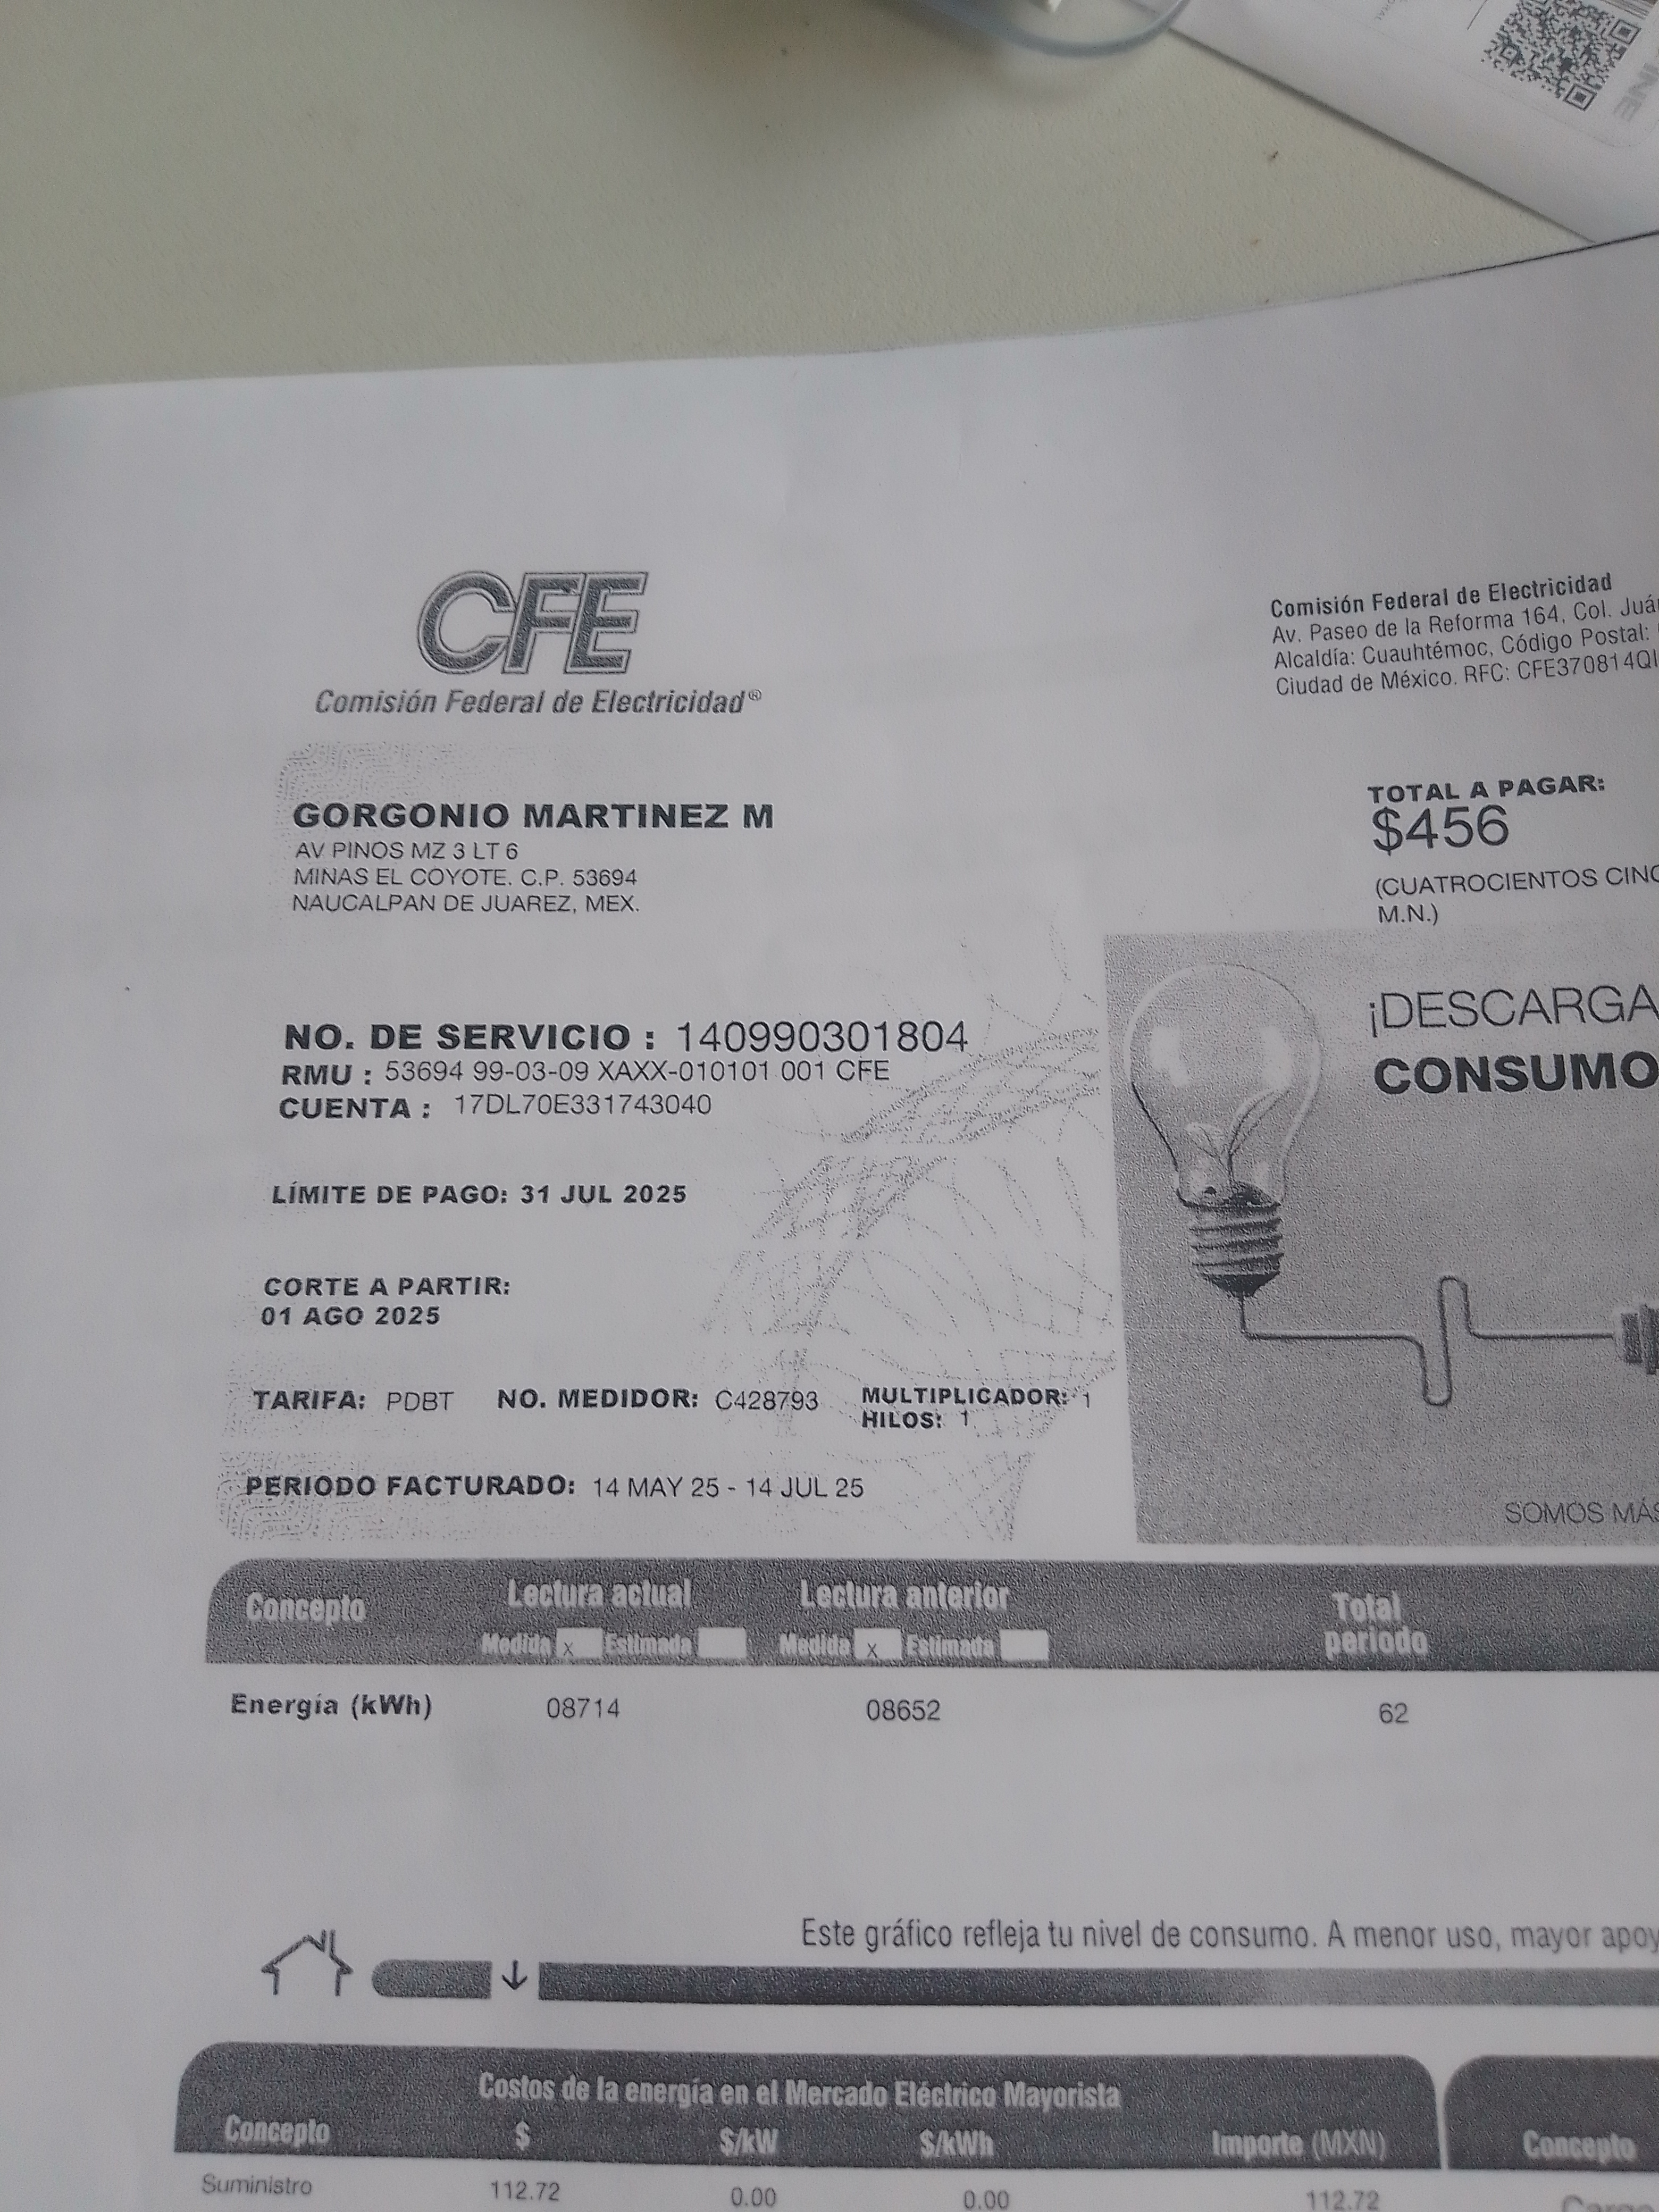 INE
CFE
Comisión Federal de Electricidad®
Comisión Federal de Electricidad
Av. Paseo de la Reforma 164, Col. Juá
Alcaldía: Cuauhtémoc, Código Postal:
Ciudad de México. RFC: CFE370814QI
GORGONIO MARTINEZ M
AV PINOS MZ 3 LT 6
MINAS EL COYOTE. C.P. 53694
NAUCALPAN DE JUAREZ, MEX.
TOTAL A PAGAR:
$456
(CUATROCIENTOS CINC
M.N.)
NO. DE SERVICIO : 140990301804
RMU : 53694 99-03-09 XAXX-010101 001 CFE
CUENTA : 17DL70E331743040
¡DESCARGA
CONSUMO
LÍMITE DE PAGO: 31 JUL 2025
CORTE A PARTIR:
01 AGO 2025
TARIFA: PDBT NO. MEDIDOR: C428793 MULTIPLICADOR: 1
HILOS: 1
PERIODO FACTURADO: 14 MAY 25 - 14 JUL 25
SOMOS MÁS
Concepto Lectura actual Lectura anterior Total periodo
Medida x Estimada Medida x Estimada
Energía (kWh) 08714 08652 62
Este gráfico refleja tu nivel de consumo. A menor uso, mayor apoy
Costos de la energía en el Mercado Eléctrico Mayorista
Concepto $ $/kW $/kWh Importe (MXN) Concepto
Suministro 112.72 0.00 0.00 112.72